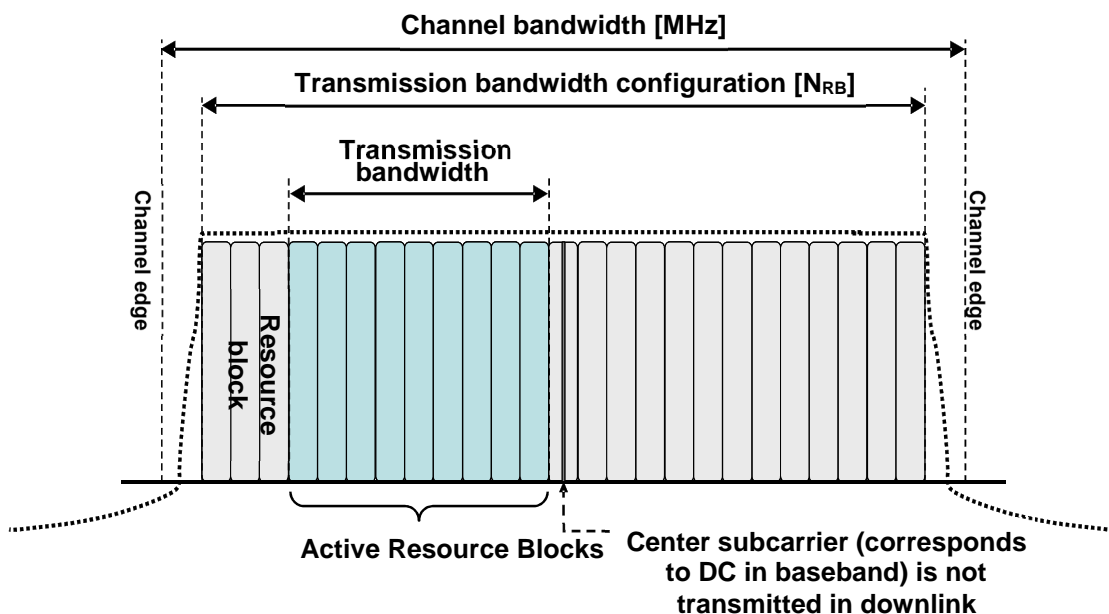 Channel bandwidth [MHz]
Transmission bandwidth configuration [NRB]
Transmission
bandwidth
Channel edge
Channel edge
Resource
block
Active Resource Blocks
Center subcarrier (corresponds
to DC in baseband) is not
transmitted in downlink